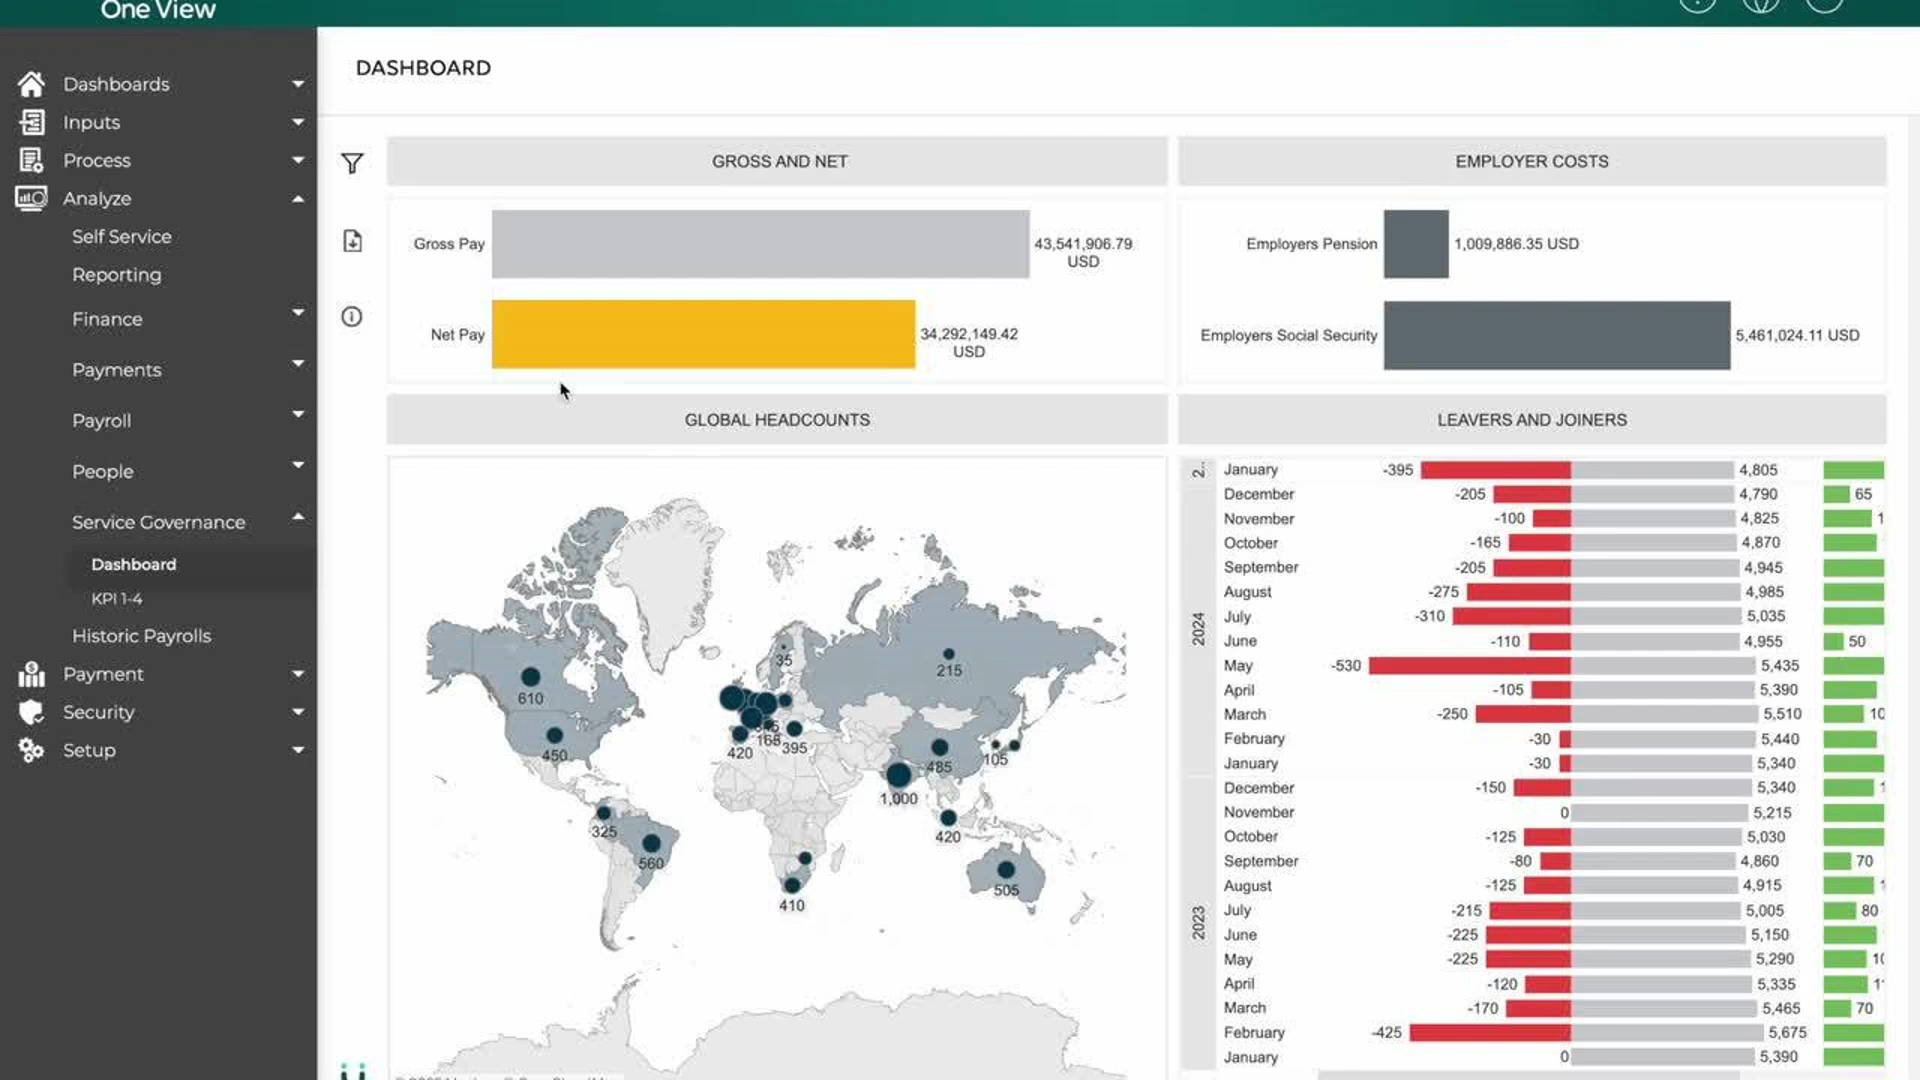 One View
Dashboards
Inputs
Process
Analyze
Self Service
Reporting
Finance
Payments
Payroll
People
Service Governance
Dashboard
KPI 1-4
Historic Payrolls
Payment
Security
Setup
DASHBOARD
GROSS AND NET
Gross Pay
43,541,906.79
USD
Net Pay
34,292,149.42
USD
EMPLOYER COSTS
Employers Pension
1,009,886.35 USD
Employers Social Security
5,461,024.11 USD
GLOBAL HEADCOUNTS
35
215
610
450
420
168
395
485
105
1,000
420
325
560
505
410
LEAVERS AND JOINERS
2..
January -395 4,805
2024
December -205 4,790 65
November -100 4,825
October -165 4,870
September -205 4,945
August -275 4,985
July -310 5,035
June -110 4,955 50
May -530 5,435
April -105 5,390
March -250 5,510
February -30 5,440
January -30 5,340
2023
December -150 5,340
November 0 5,215
October -125 5,030
September -80 4,860 70
August -125 4,915
July -215 5,005 80
June -225 5,150
May -225 5,290
April -120 5,335
March -170 5,465 70
February -425 5,675
January 0 5,390